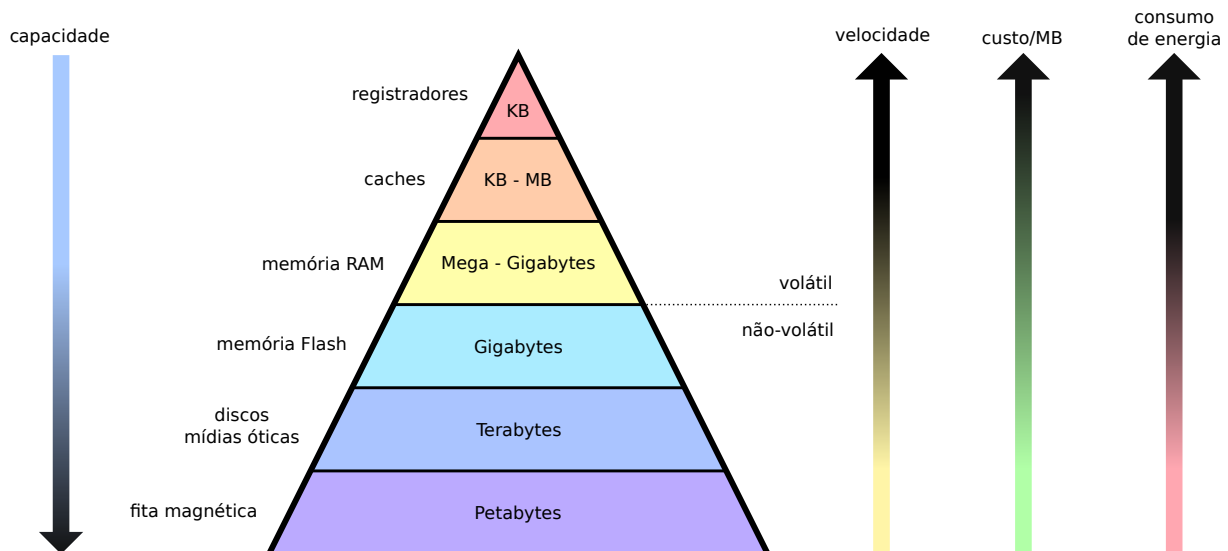 capacidade
velocidade
custo/MB
consumo
de energia
registradores
KB
caches
KB - MB
memória RAM
Mega - Gigabytes
volátil
não-volátil
memória Flash
Gigabytes
discos
mídias óticas
Terabytes
fita magnética
Petabytes